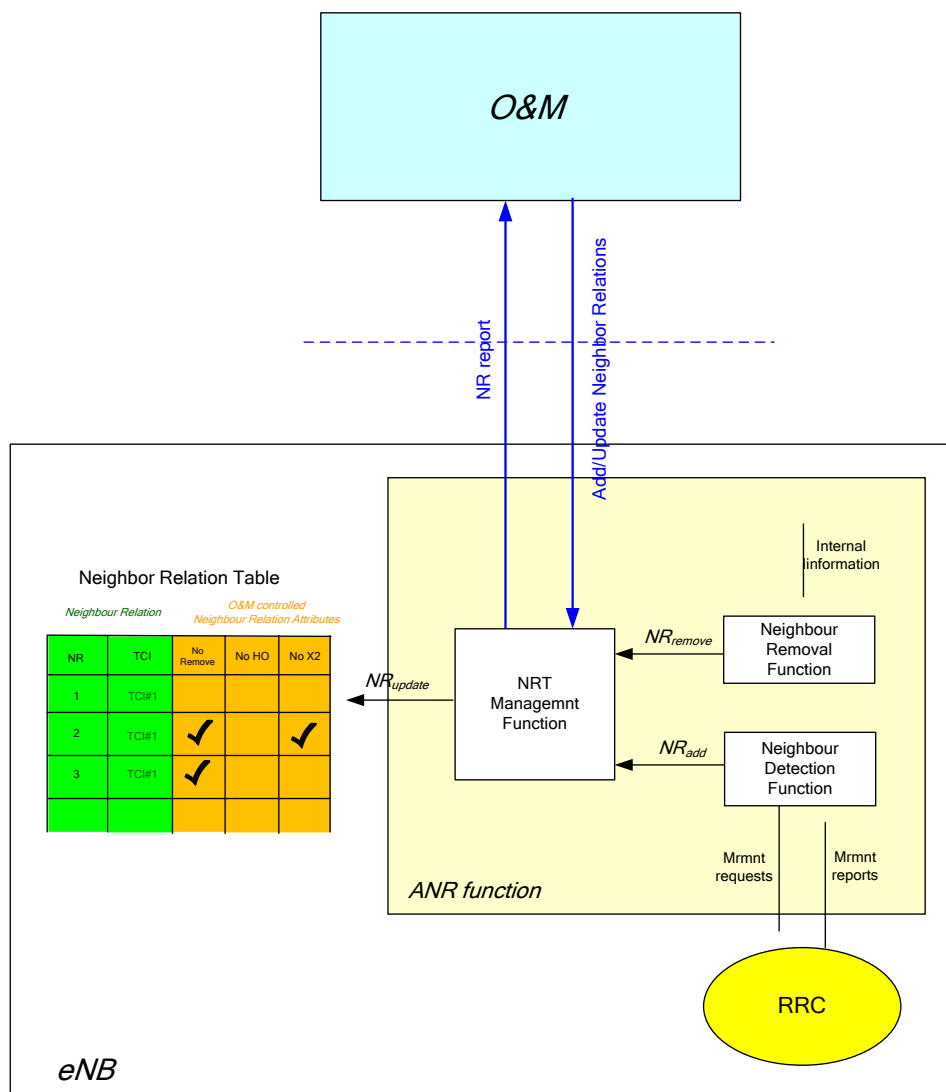 O&M
NR report
Add/Update Neighbor Relations
Internal
Iinformation
Neighbor Relation Table
Neighbour Relation
O&M controlled
Neighbour Relation Attributes
NR
TCI
No
Remove
No HO
No X2
1
TCI#1
2
TCI#1
3
TCI#1
NRupdate
NRT
Managemnt
Function
NRremove
Neighbour
Removal
Function
NRadd
Neighbour
Detection
Function
Mrmnt
requests
Mrmnt
reports
ANR function
RRC
eNB